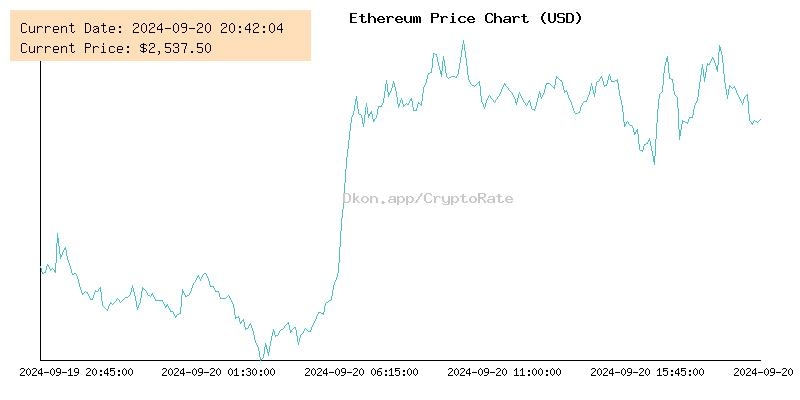 Ethereum Price Chart (USD)
Current Date: 2024-09-20 20:42:04
Current Price: $2,537.50
Okon.app/CryptoRate
2024-09-19 20:45:00
2024-09-20 01:30:00
2024-09-20 06:15:00
2024-09-20 11:00:00
2024-09-20 15:45:00
2024-09-20